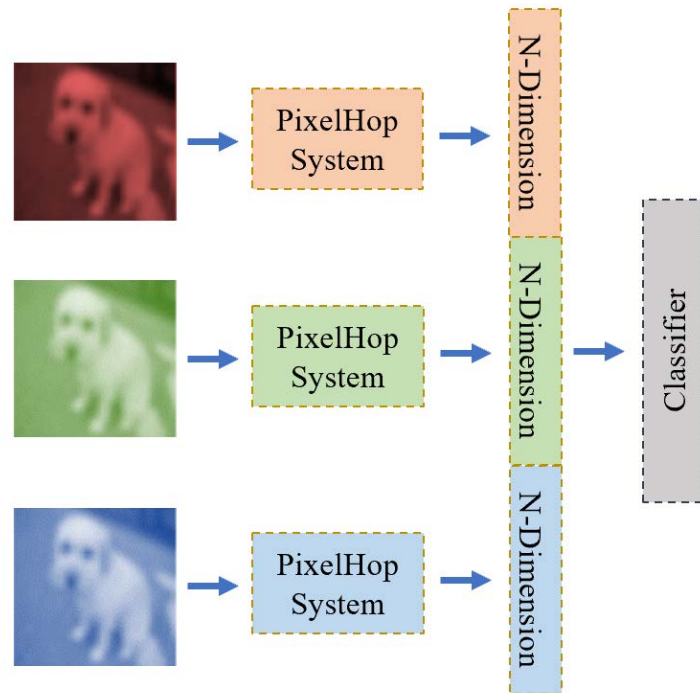 PixelHop
System
N-Dimension
PixelHop
System
N-Dimension
Classifier
PixelHop
System
N-Dimension